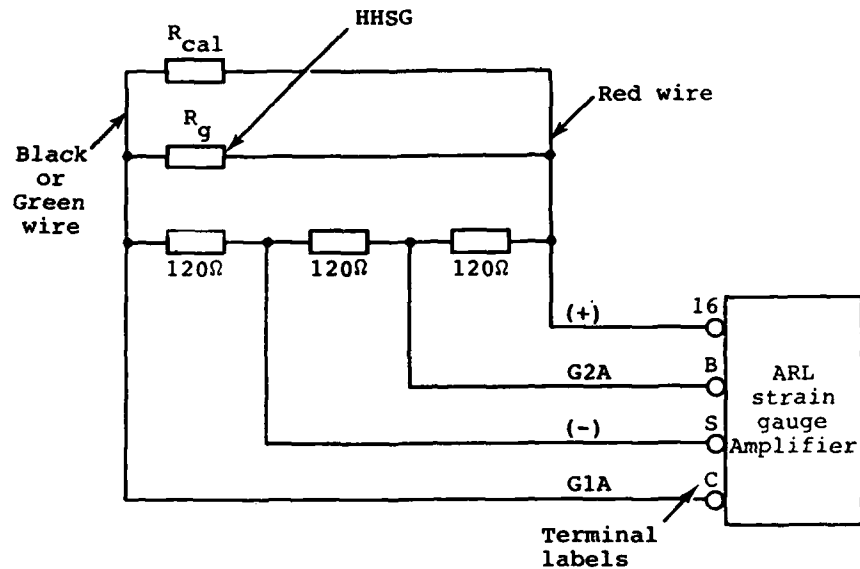 HHSG
Rcal
Red wire
Rg
Black
or
Green
wire
120Ω
120Ω
120Ω
(+)
16
G2A
B
(-)
S
G1A
C
ARL
strain
gauge
Amplifier
Terminal
labels